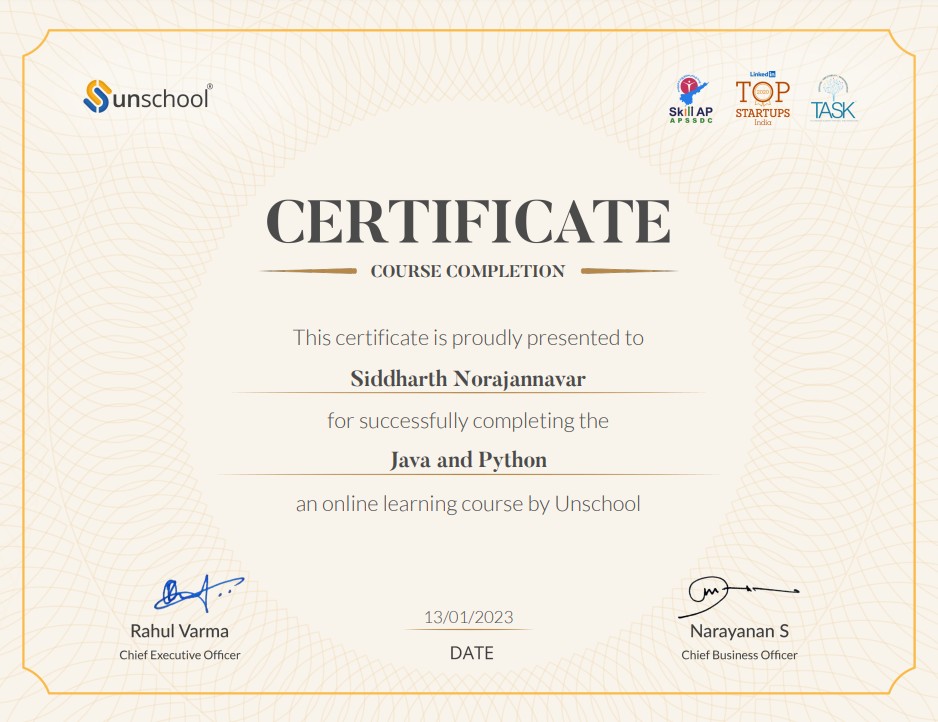 unschool®
Skill AP
APSSDC
LinkedIn
TOP
2020
STARTUPS
India
TASK
CERTIFICATE
COURSE COMPLETION
This certificate is proudly presented to
Siddharth Norajannavar
for successfully completing the
Java and Python
an online learning course by Unschool
13/01/2023
DATE
Rahul Varma
Chief Executive Officer
Narayanan S
Chief Business Officer